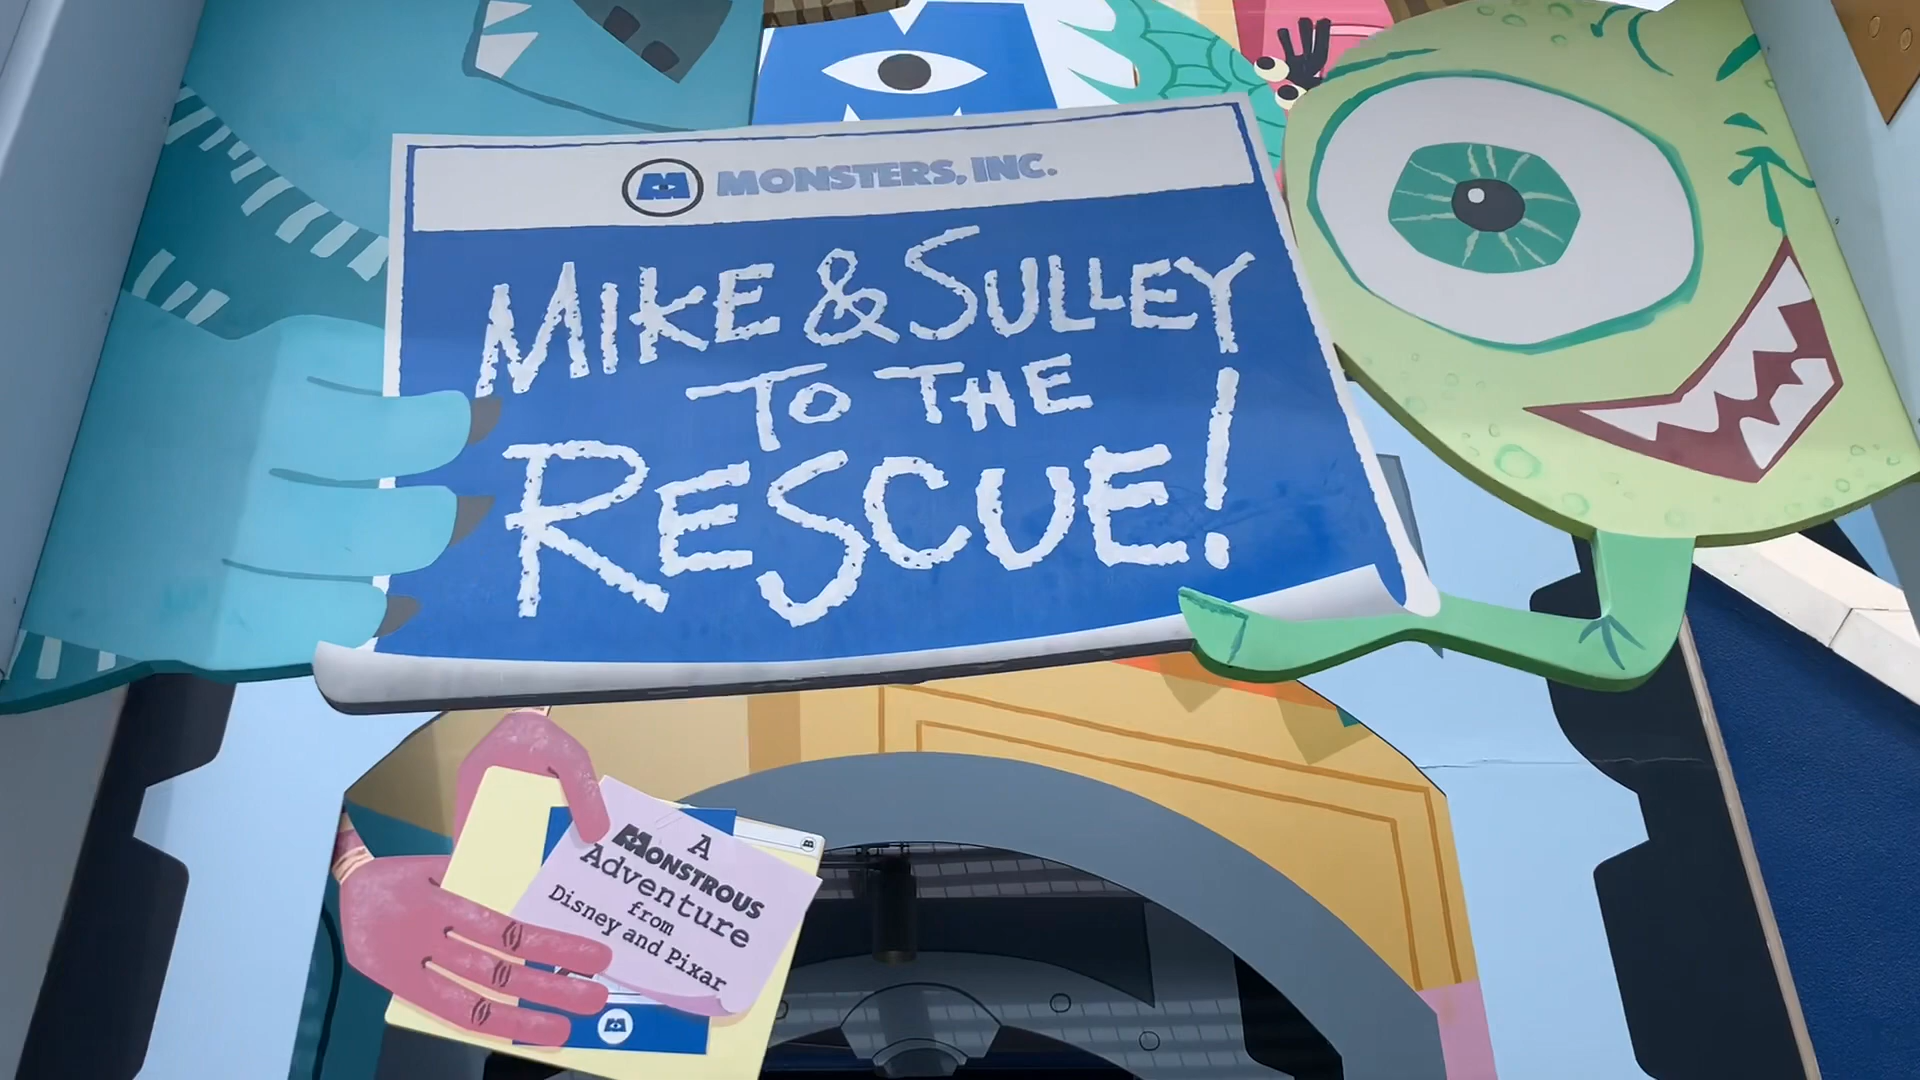 MONSTERS, INC.
MIKE & SULLEY
TO THE
RESCUE!
A
MONSTROUS
Adventure
from
Disney and Pixar